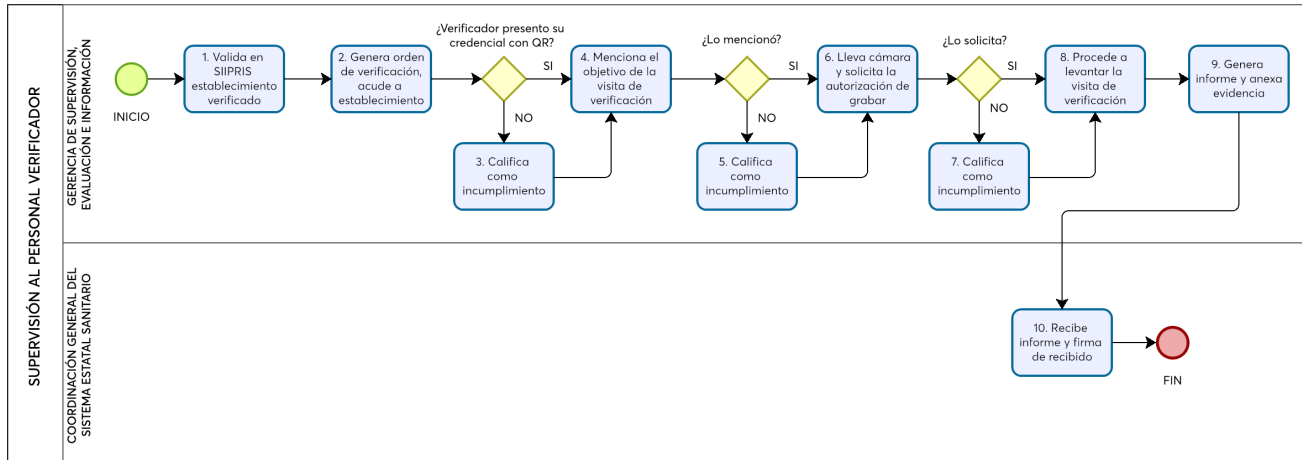 SUPERVISIÓN AL PERSONAL VERIFICADOR
GERENCIA DE SUPERVISIÓN,
EVALUACIÓN E INFORMACIÓN
INICIO
1. Valida en
SIIPRIS
establecimiento
verificado
2. Genera orden
de verificación,
acude a
establecimiento
¿Verificador presento su
credencial con QR?
SI
NO
3. Califica
como
incumplimiento
4. Menciona el
objetivo de la
visita de
verificación
¿Lo mencionó?
SI
NO
5. Califica
como
incumplimiento
6. Lleva cámara
y solicita la
autorización de
grabar
¿Lo solicita?
SI
NO
7. Califica
como
incumplimiento
8. Procede a
levantar la
visita de
verificación
9. Genera
informe y anexa
evidencia
COORDINACIÓN GENERAL DEL
SISTEMA ESTATAL SANITARIO
10. Recibe
informe y firma
de recibido
FIN